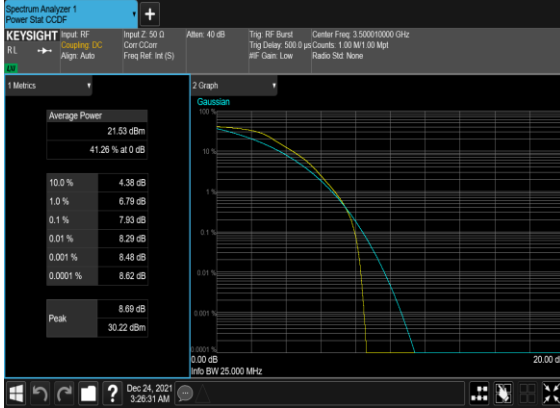 Spectrum Analyzer 1
Power Stat CCDF
+
KEYSIGHT
RL
LV
Input: RF
Coupling: DC
Align: Auto
Input Z: 50 Ω
Corr CCorr
Freq Ref: Int (S)
Atten: 40 dB
Trig: RF Burst
Trig Delay: 500.0 µs
#IF Gain: Low
Center Freq: 3.500010000 GHz
Counts: 1.00 M/1.00 Mpt
Radio Std: None
1 Metrics
Average Power
21.53 dBm
41.26 % at 0 dB
10.0 % 4.38 dB
1.0 % 6.79 dB
0.1 % 7.93 dB
0.01 % 8.29 dB
0.001 % 8.48 dB
0.0001 % 8.62 dB
Peak
8.69 dB
30.22 dBm
2 Graph
Gaussian
100 %
10 %
1 %
0.1 %
0.01 %
0.001 %
0.0001 %
0.00 dB
20.00 d
Info BW 25.000 MHz
?
Dec 24, 2021
3:26:31 AM